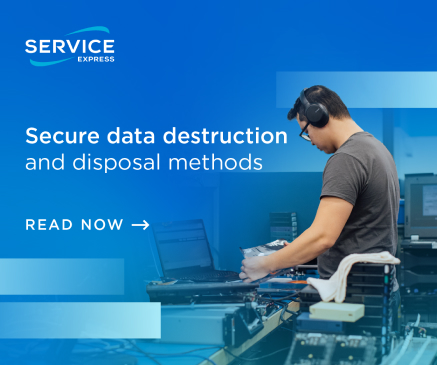 SERVICE
EXPRESS
Secure data destruction
and disposal methods
READ NOW →